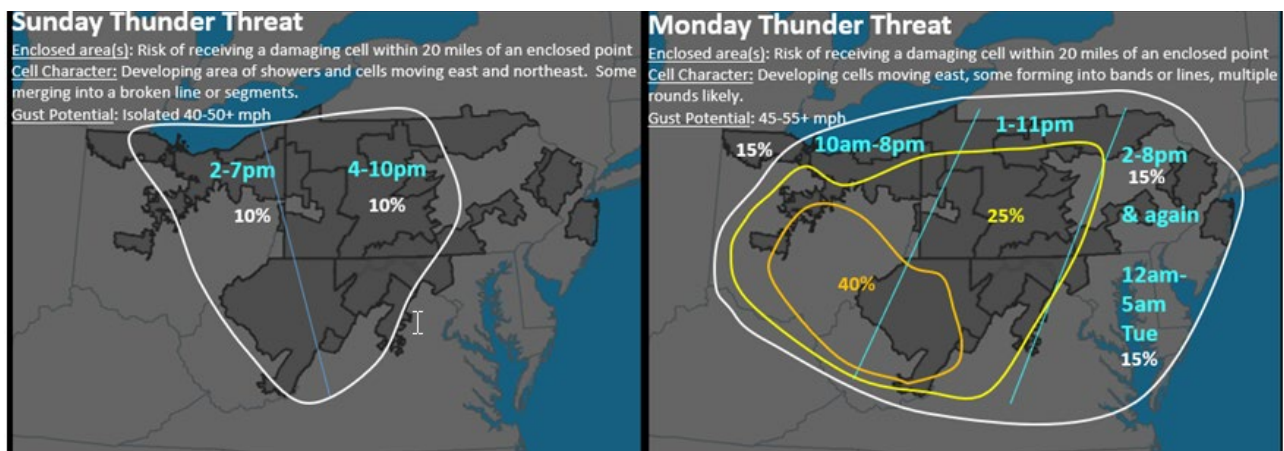 Sunday Thunder Threat
Enclosed area(s): Risk of receiving a damaging cell within 20 miles of an enclosed point
Cell Character: Developing area of showers and cells moving east and northeast.  Some
merging into a broken line or segments.
Gust Potential: Isolated 40-50+ mph
2-7pm
4-10pm
10%
10%
Monday Thunder Threat
Enclosed area(s): Risk of receiving a damaging cell within 20 miles of an enclosed point
Cell Character: Developing cells moving east, some forming into bands or lines, multiple
rounds likely.
Gust Potential: 45-55+ mph
1-11pm
10am-8pm
15%
2-8pm
15%
25%
& again
40%
12am-
5am
Tue
15%